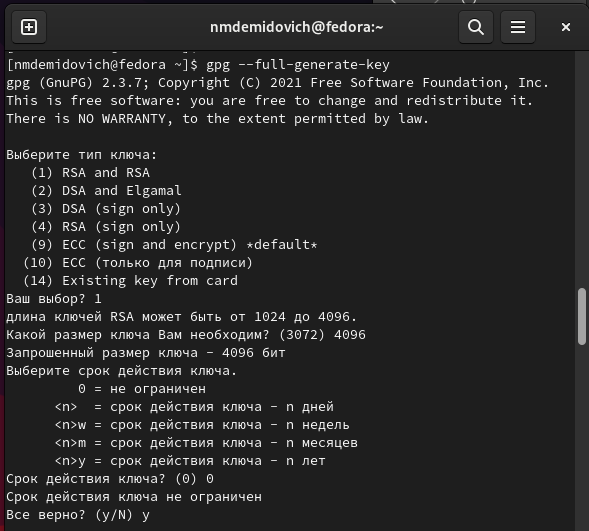 nmdemidovich@fedora:~
[nmdemidovich@fedora ~]$ gpg --full-generate-key
gpg (GnuPG) 2.3.7; Copyright (C) 2021 Free Software Foundation, Inc.
This is free software: you are free to change and redistribute it.
There is NO WARRANTY, to the extent permitted by law.
Выберите тип ключа:
(1) RSA and RSA
(2) DSA and Elgamal
(3) DSA (sign only)
(4) RSA (sign only)
(9) ECC (sign and encrypt) *default*
(10) ECC (только для подписи)
(14) Existing key from card
Ваш выбор? 1
длина ключей RSA может быть от 1024 до 4096.
Какой размер ключа Вам необходим? (3072) 4096
Запрошенный размер ключа - 4096 бит
Выберите срок действия ключа.
0 = не ограничен
<n> = срок действия ключа - n дней
<n>w = срок действия ключа - n недель
<n>m = срок действия ключа - n месяцев
<n>y = срок действия ключа - n лет
Срок действия ключа? (0) 0
Срок действия ключа не ограничен
Все верно? (y/N) y